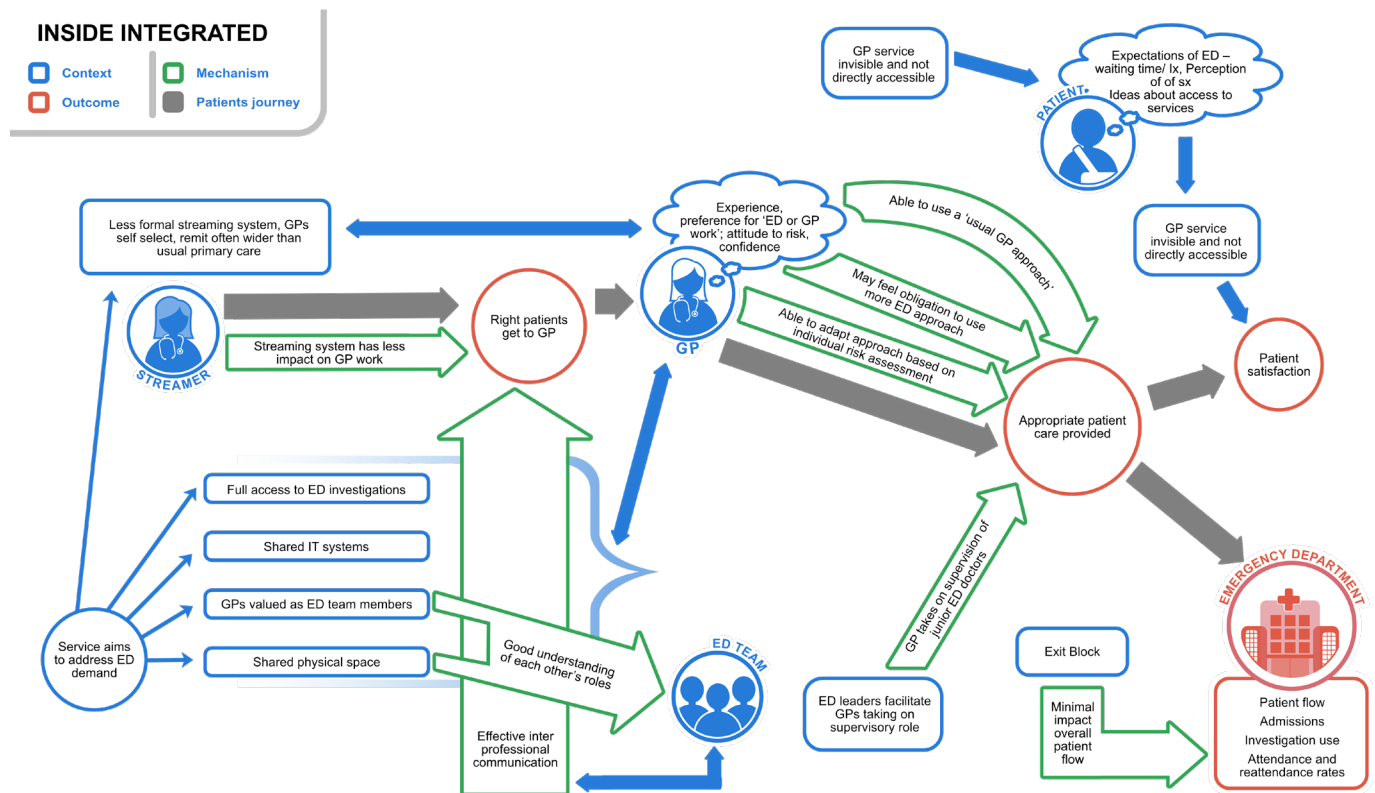 INSIDE INTEGRATED
Context
Mechanism
Outcome
Patients journey
GP service
invisible and not
directly accessible
Expectations of ED –
waiting time/ Ix, Perception
of of sx
Ideas about access to
services
PATIENT
GP service
invisible and not
directly accessible
Patient
satisfaction
Less formal streaming system, GPs
self select, remit often wider than
usual primary care
STREAMER
Streaming system has less
impact on GP work
Right patients
get to GP
Experience,
preference for ‘ED or GP
work’; attitude to risk,
confidence
GP
Able to use a ‘usual GP approach’
May feel obligation to use
more ED approach
Able to adapt approach based on
individual risk assessment
Appropriate patient
care provided
Full access to ED investigations
Shared IT systems
GPs valued as ED team members
Shared physical space
Service aims
to address ED
demand
Good understanding
of each other’s roles
Effective inter
professional
communication
ED TEAM
GP takes on supervision of
junior ED doctors
ED leaders facilitate
GPs taking on
supervisory role
Exit Block
Minimal
impact
overall
patient
flow
EMERGENCY DEPARTMENT
Patient flow
Admissions
Investigation use
Attendance and
reattendance rates